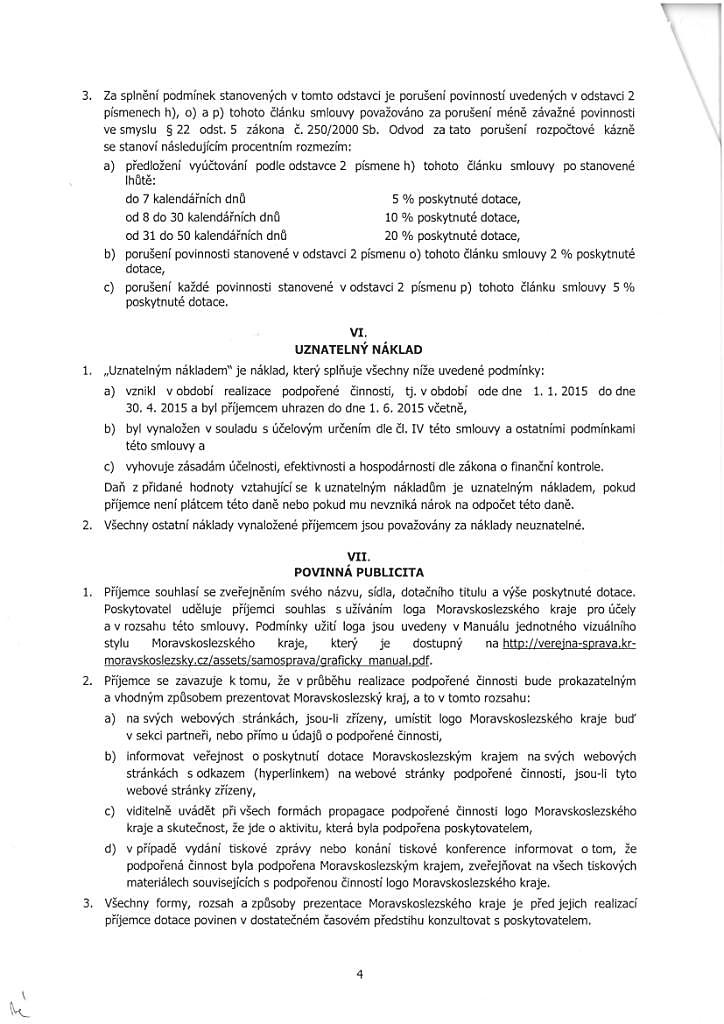 3. Za splnění podmínek stanovených v tomto odstavci je porušení povinností uvedených v odstavci 2
písmenech h), o) a p) tohoto článku smlouvy považováno za porušení méně závažné povinnosti
ve smyslu § 22 odst. 5 zákona č. 250/2000 Sb. Odvod za tato porušení rozpočtové kázně
se stanoví následujícím procentním rozmezím:
a) předložení vyúčtování podle odstavce 2 písmene h) tohoto článku smlouvy po stanovené
lhůtě:
do 7 kalendářních dnů 5 % poskytnuté dotace,
od 8 do 30 kalendářních dnů 10 % poskytnuté dotace,
od 31 do 50 kalendářních dnů 20 % poskytnuté dotace,
b) porušení povinnosti stanovené v odstavci 2 písmenu o) tohoto článku smlouvy 2 % poskytnuté
dotace,
c) porušení každé povinnosti stanovené v odstavci 2 písmenu p) tohoto článku smlouvy 5 %
poskytnuté dotace.
VI.
UZNATELNÝ NÁKLAD
1. „Uznatelným nákladem" je náklad, který splňuje všechny níže uvedené podmínky:
a) vznikl v období realizace podpořené činnosti, tj. v období ode dne 1. 1. 2015 do dne
30. 4. 2015 a byl příjemcem uhrazen do dne 1. 6. 2015 včetně,
b) byl vynaložen v souladu s účelovým určením dle čl. IV této smlouvy a ostatními podmínkami
této smlouvy a
c) vyhovuje zásadám účelnosti, efektivnosti a hospodárnosti dle zákona o finanční kontrole.
Daň z přidané hodnoty vztahující se k uznatelným nákladům je uznatelným nákladem, pokud
příjemce není plátcem této daně nebo pokud mu nevzniká nárok na odpočet této daně.
2. Všechny ostatní náklady vynaložené příjemcem jsou považovány za náklady neuznatelné.
VII.
POVINNÁ PUBLICITA
1. Příjemce souhlasí se zveřejněním svého názvu, sídla, dotačního titulu a výše poskytnuté dotace.
Poskytovatel uděluje příjemci souhlas s užíváním loga Moravskoslezského kraje pro účely
a v rozsahu této smlouvy. Podmínky užití loga jsou uvedeny v Manuálu jednotného vizuálního
stylu Moravskoslezského kraje, který je dostupný na http://verejna-sprava.kr-
moravskoslezsky.cz/assets/samosprava/graficky_manual.pdf.
2. Příjemce se zavazuje k tomu, že v průběhu realizace podpořené činnosti bude prokazatelným
a vhodným způsobem prezentovat Moravskoslezský kraj, a to v tomto rozsahu:
a) na svých webových stránkách, jsou-li zřízeny, umístit logo Moravskoslezského kraje buď
v sekci partneři, nebo přímo u údajů o podpořené činnosti,
b) informovat veřejnost o poskytnutí dotace Moravskoslezským krajem na svých webových
stránkách s odkazem (hyperlinkem) na webové stránky podpořené činnosti, jsou-li tyto
webové stránky zřízeny,
c) viditelně uvádět při všech formách propagace podpořené činnosti logo Moravskoslezského
kraje a skutečnost, že jde o aktivitu, která byla podpořena poskytovatelem,
d) v případě vydání tiskové zprávy nebo konání tiskové konference informovat o tom, že
podpořená činnost byla podpořena Moravskoslezským krajem, zveřejňovat na všech tiskových
materiálech souvisejících s podpořenou činností logo Moravskoslezského kraje.
3. Všechny formy, rozsah a způsoby prezentace Moravskoslezského kraje je před jejich realizací
příjemce dotace povinen v dostatečném časovém předstihu konzultovat s poskytovatelem.
4